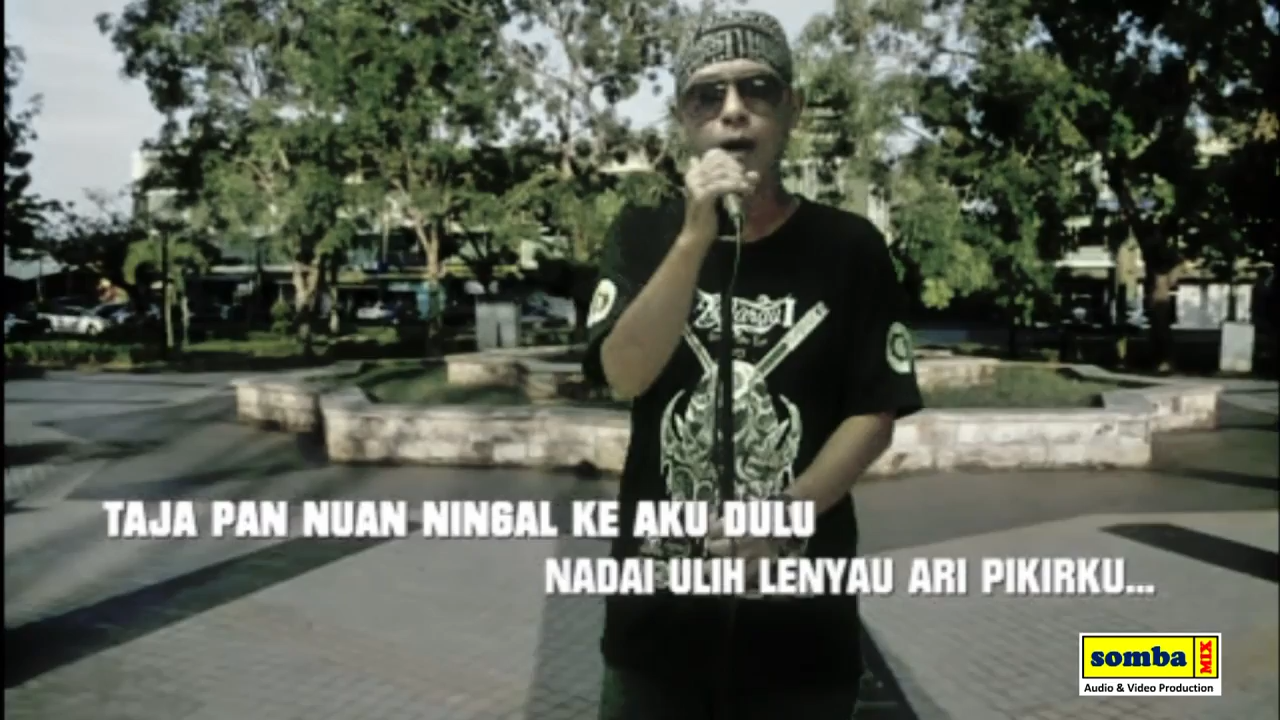 TAJA PAN NUAN NINGAL KE AKU DULU
NADAI ULIH LENYAU ARI PIKIRKU...
somba MIX
Audio & Video Production